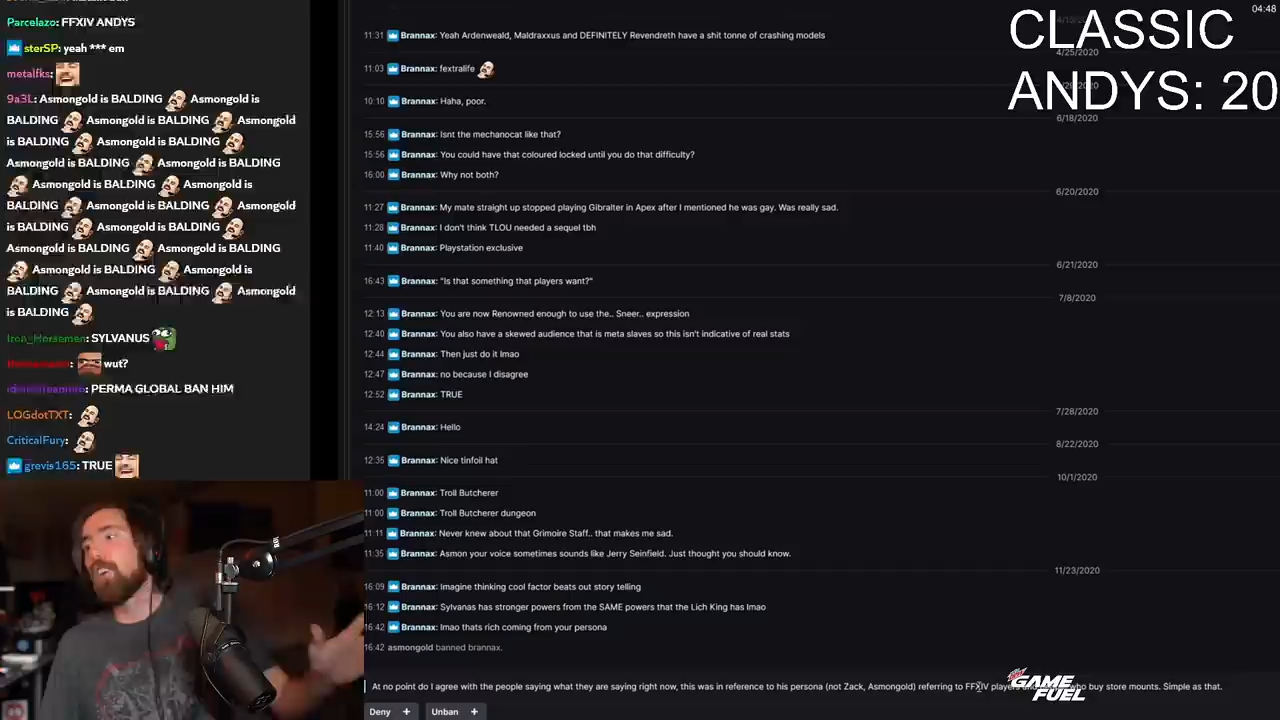 04:48
CLASSIC
ANDYS: 20
Parcelazo: FFXIV ANDYS
sterSP: yeah *** em
metalfks:
9a3L: Asmongold is BALDING Asmongold is
BALDING Asmongold is BALDING Asmongold
is BALDING Asmongold is BALDING
Asmongold is BALDING Asmongold is BALDING
Asmongold is BALDING Asmongold is
BALDING Asmongold is BALDING Asmongold
is BALDING Asmongold is BALDING
Asmongold is BALDING Asmongold is BALDING
Asmongold is BALDING Asmongold is
BALDING Asmongold is BALDING Asmongold
is BALDING
Iron_Horsemen: SYLVANUS
wut?
PERMA GLOBAL BAN HIM
LOGdotTXT:
CriticalFury:
grevis165: TRUE
11:31 Brannax: Yeah Ardenweald, Maldraxxus and DEFINITELY Revendreth have a shit tonne of crashing models
4/25/2020
11:03 Brannax: fextralife
10:10 Brannax: Haha, poor.
6/18/2020
15:56 Brannax: Isnt the mechanocat like that?
15:56 Brannax: You could have that coloured locked until you do that difficulty?
16:00 Brannax: Why not both?
6/20/2020
11:27 Brannax: My mate straight up stopped playing Gibralter in Apex after I mentioned he was gay. Was really sad.
11:28 Brannax: I don't think TLOU needed a sequel tbh
11:40 Brannax: Playstation exclusive
6/21/2020
16:43 Brannax: "Is that something that players want?"
7/8/2020
12:13 Brannax: You are now Renowned enough to use the.. Sneer.. expression
12:40 Brannax: You also have a skewed audience that is meta slaves so this isn't indicative of real stats
12:44 Brannax: Then just do it lmao
12:47 Brannax: no because I disagree
12:52 Brannax: TRUE
7/28/2020
14:24 Brannax: Hello
8/22/2020
12:35 Brannax: Nice tinfoil hat
10/1/2020
11:00 Brannax: Troll Butcherer
11:00 Brannax: Troll Butcherer dungeon
11:11 Brannax: Never knew about that Grimoire Staff.. that makes me sad.
11:35 Brannax: Asmon your voice sometimes sounds like Jerry Seinfield. Just thought you should know.
11/23/2020
16:09 Brannax: Imagine thinking cool factor beats out story telling
16:12 Brannax: Sylvanas has stronger powers from the SAME powers that the Lich King has lmao
16:42 Brannax: lmao thats rich coming from your persona
16:42 asmongold banned brannax.
At no point do I agree with the people saying what they are saying right now, this was in reference to his persona (not Zack, Asmongold) referring to FFXIV players who buy store mounts. Simple as that.
GAME
FUEL
Deny +
Unban +